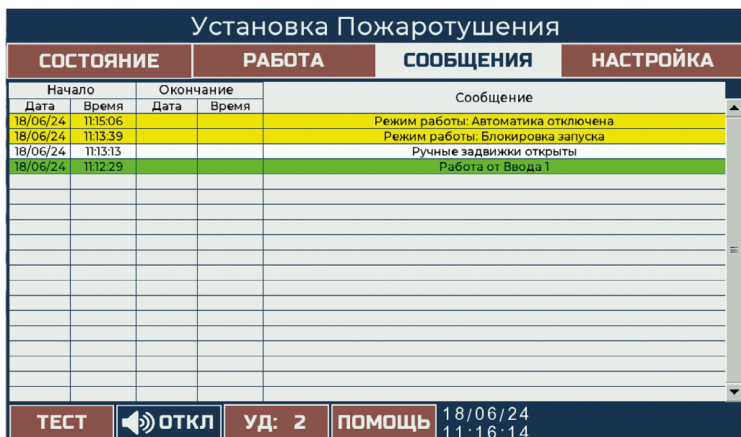 Установка Пожаротушения
СОСТОЯНИЕ РАБОТА СООБЩЕНИЯ НАСТРОЙКА
Начало Окончание Сообщение
Дата Время Дата Время
18/06/24 11:15:06 Режим работы: Автоматика отключена
18/06/24 11:13:39 Режим работы: Блокировка запуска
18/06/24 11:13:13 Ручные задвижки открыты
18/06/24 11:12:29 Работа от Ввода 1
ТЕСТ ОТКЛ УД: 2 ПОМОЩЬ 18/06/24
11:16:14